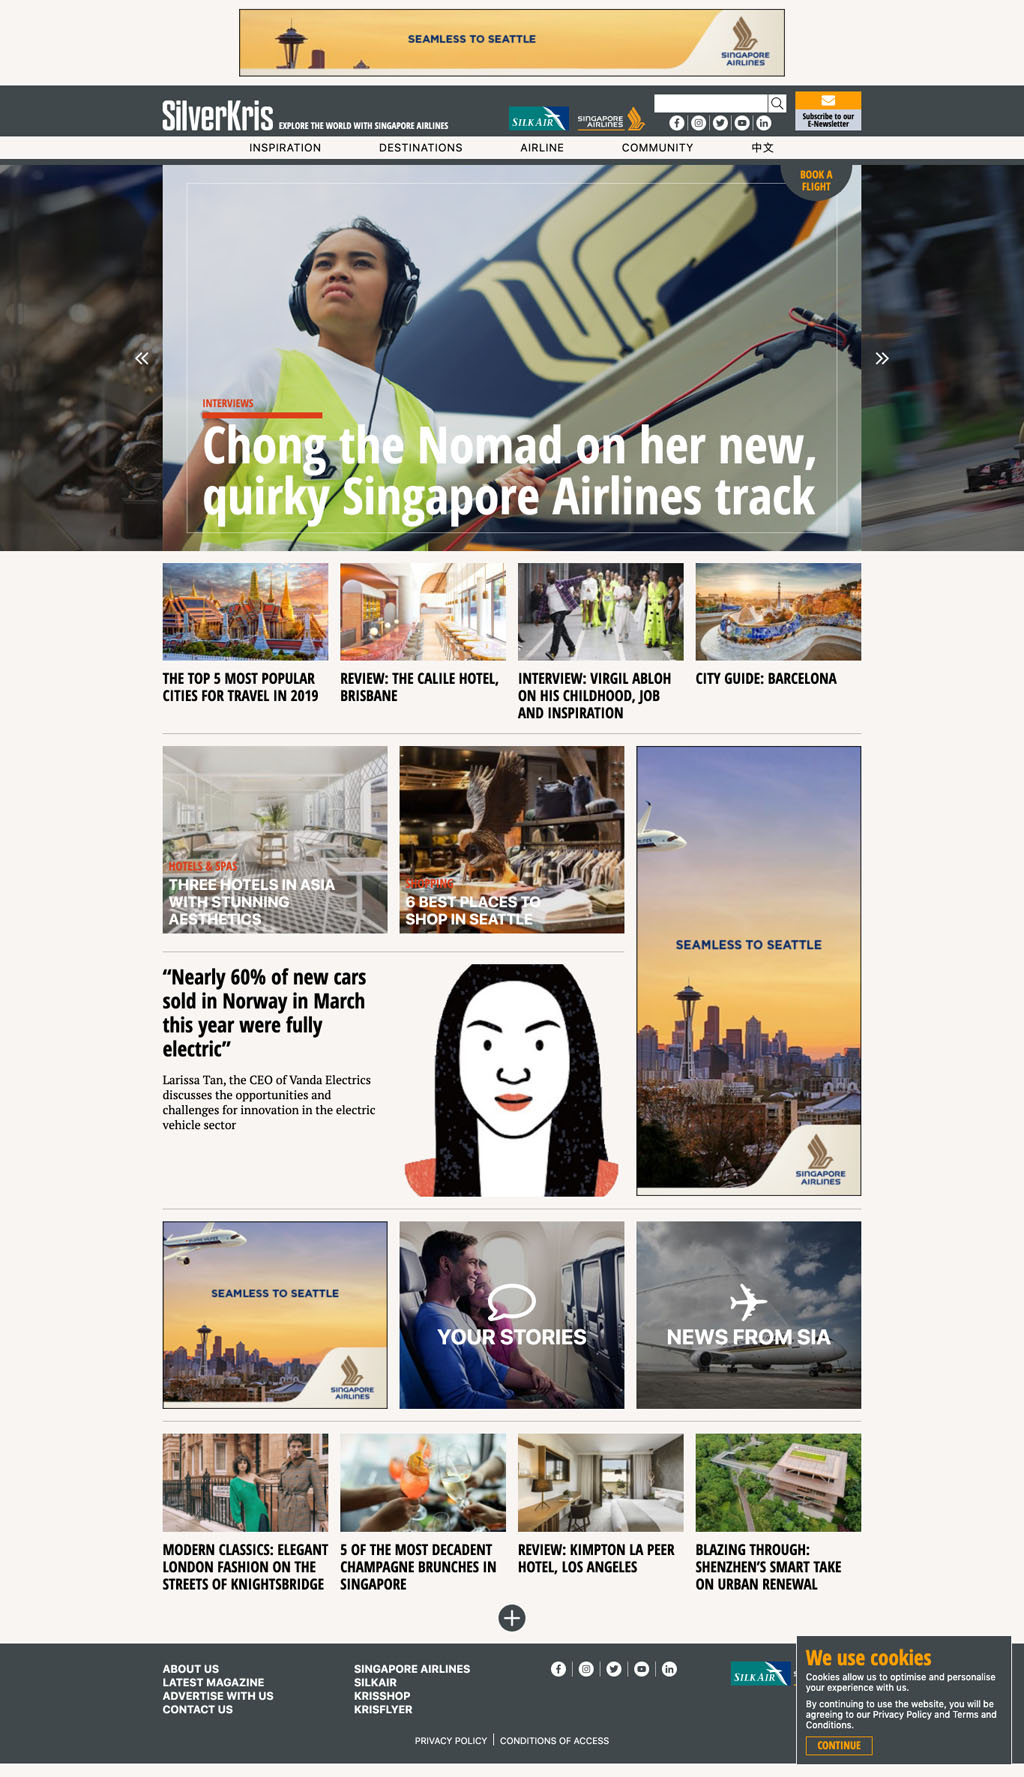 SEAMLESS TO SEATTLE
SINGAPORE
AIRLINES
SilverKris
EXPLORE THE WORLD WITH SINGAPORE AIRLINES
SILKAIR
SINGAPORE
AIRLINES
Subscribe to our
E-Newsletter
INSPIRATION
DESTINATIONS
AIRLINE
COMMUNITY
中文
BOOK A
FLIGHT
INTERVIEWS
Chong the Nomad on her new,
quirky Singapore Airlines track
THE TOP 5 MOST POPULAR
CITIES FOR TRAVEL IN 2019
REVIEW: THE CALILE HOTEL,
BRISBANE
INTERVIEW: VIRGIL ABLOH
ON HIS CHILDHOOD, JOB
AND INSPIRATION
CITY GUIDE: BARCELONA
HOTELS & SPAS
THREE HOTELS IN ASIA
WITH STUNNING
AESTHETICS
SHOPPING
6 BEST PLACES TO
SHOP IN SEATTLE
SEAMLESS TO SEATTLE
SINGAPORE
AIRLINES
“Nearly 60% of new cars
sold in Norway in March
this year were fully
electric”
Larissa Tan, the CEO of Vanda Electrics
discusses the opportunities and
challenges for innovation in the electric
vehicle sector
SEAMLESS TO SEATTLE
SINGAPORE
AIRLINES
YOUR STORIES
NEWS FROM SIA
MODERN CLASSICS: ELEGANT
LONDON FASHION ON THE
STREETS OF KNIGHTSBRIDGE
5 OF THE MOST DECADENT
CHAMPAGNE BRUNCHES IN
SINGAPORE
REVIEW: KIMPTON LA PEER
HOTEL, LOS ANGELES
BLAZING THROUGH:
SHENZHEN'S SMART TAKE
ON URBAN RENEWAL
ABOUT US
LATEST MAGAZINE
ADVERTISE WITH US
CONTACT US
SINGAPORE AIRLINES
SILKAIR
KRISSHOP
KRISFLYER
SILKAIR
PRIVACY POLICY
CONDITIONS OF ACCESS
We use cookies
Cookies allow us to optimise and personalise
your experience with us.
By continuing to use the website, you will be
agreeing to our Privacy Policy and Terms and
Conditions.
CONTINUE